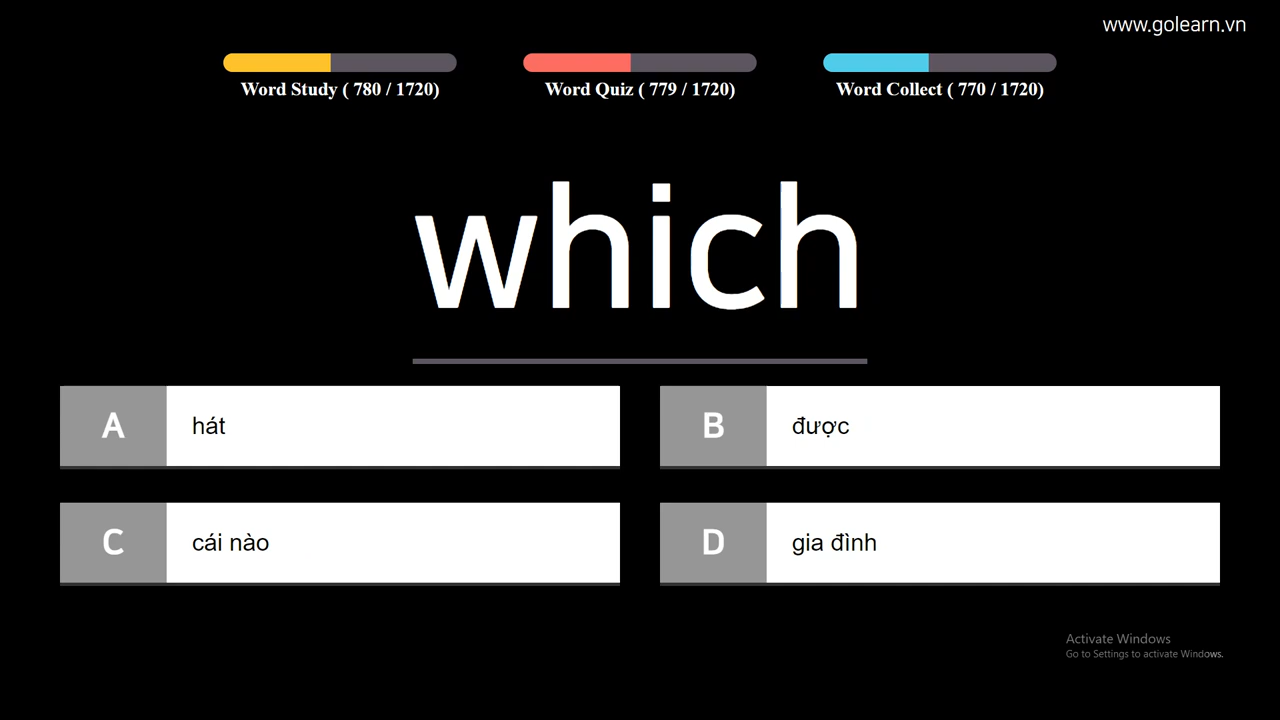 www.golearn.vn
Word Study ( 780 / 1720)
Word Quiz ( 779 / 1720)
Word Collect ( 770 / 1720)
which
A hát
B được
C cái nào
D gia đình
Activate Windows
Go to Settings to activate Windows.